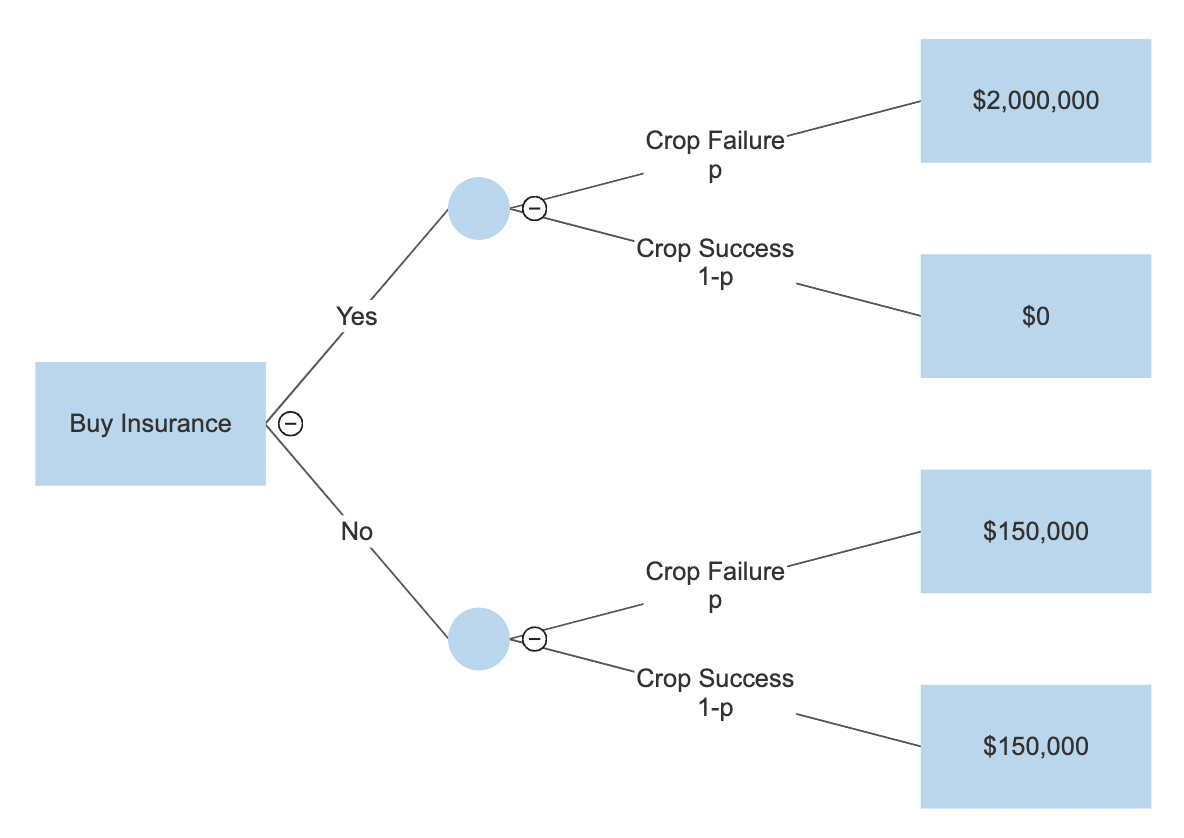 Buy Insurance
Yes
Crop Failure
p
$2,000,000
Crop Success
1-p
$0
No
Crop Failure
p
$150,000
Crop Success
1-p
$150,000